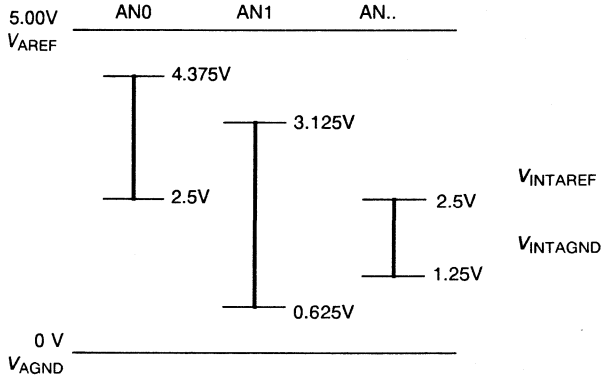 5.00V AN0 AN1 AN..
VAREF
4.375V
3.125V
2.5V 2.5V VINTAREF
VINTAGND
1.25V
0.625V
0 V
VAGND